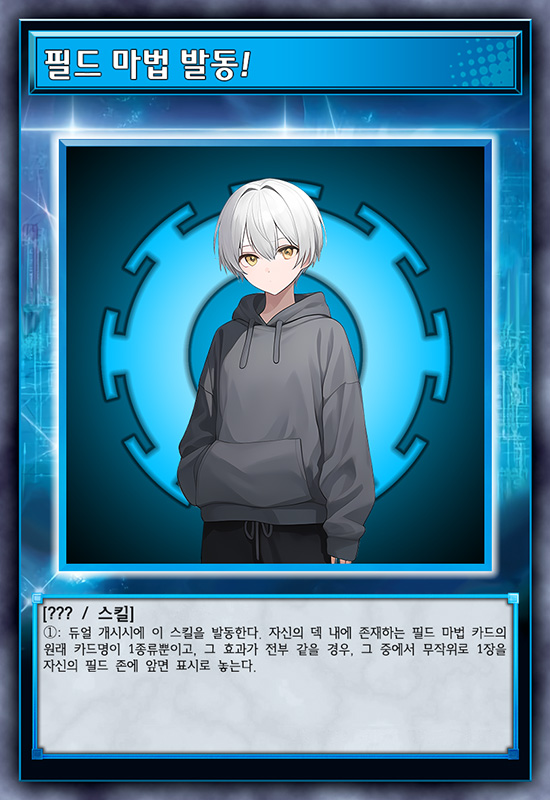 필드 마법 발동!
[??? / 스킬]
①: 듀얼 개시시에 이 스킬을 발동한다. 자신의 덱 내에 존재하는 필드 마법 카드의
원래 카드명이 1종류뿐이고, 그 효과가 전부 같을 경우, 그 중에서 무작위로 1장을
자신의 필드 존에 앞면 표시로 놓는다.